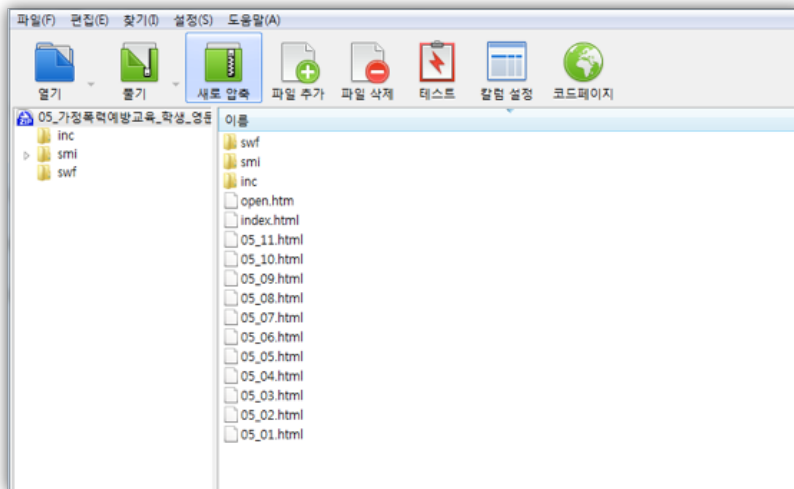 파일(F) 편집(E) 찾기(I) 설정(S) 도움말(A)
열기 풀기 새로 압축 파일 추가 파일 삭제 테스트 칼럼 설정 코드페이지
05_가정폭력예방교육_학생_영문
inc
smi
swf
이름
swf
smi
inc
open.htm
index.html
05_11.html
05_10.html
05_09.html
05_08.html
05_07.html
05_06.html
05_05.html
05_04.html
05_03.html
05_02.html
05_01.html